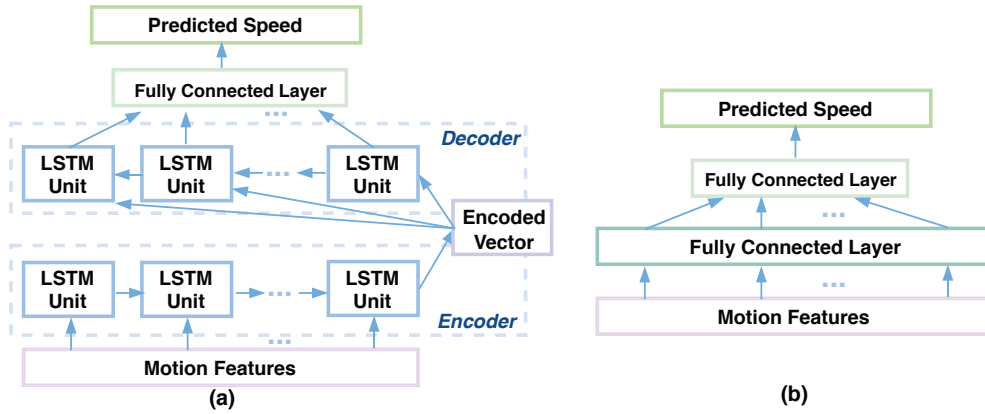 Predicted Speed
Fully Connected Layer
Decoder
LSTM Unit
LSTM Unit
LSTM Unit
Encoded Vector
LSTM Unit
LSTM Unit
LSTM Unit
Encoder
Motion Features
(a)
Predicted Speed
Fully Connected Layer
Fully Connected Layer
Motion Features
(b)